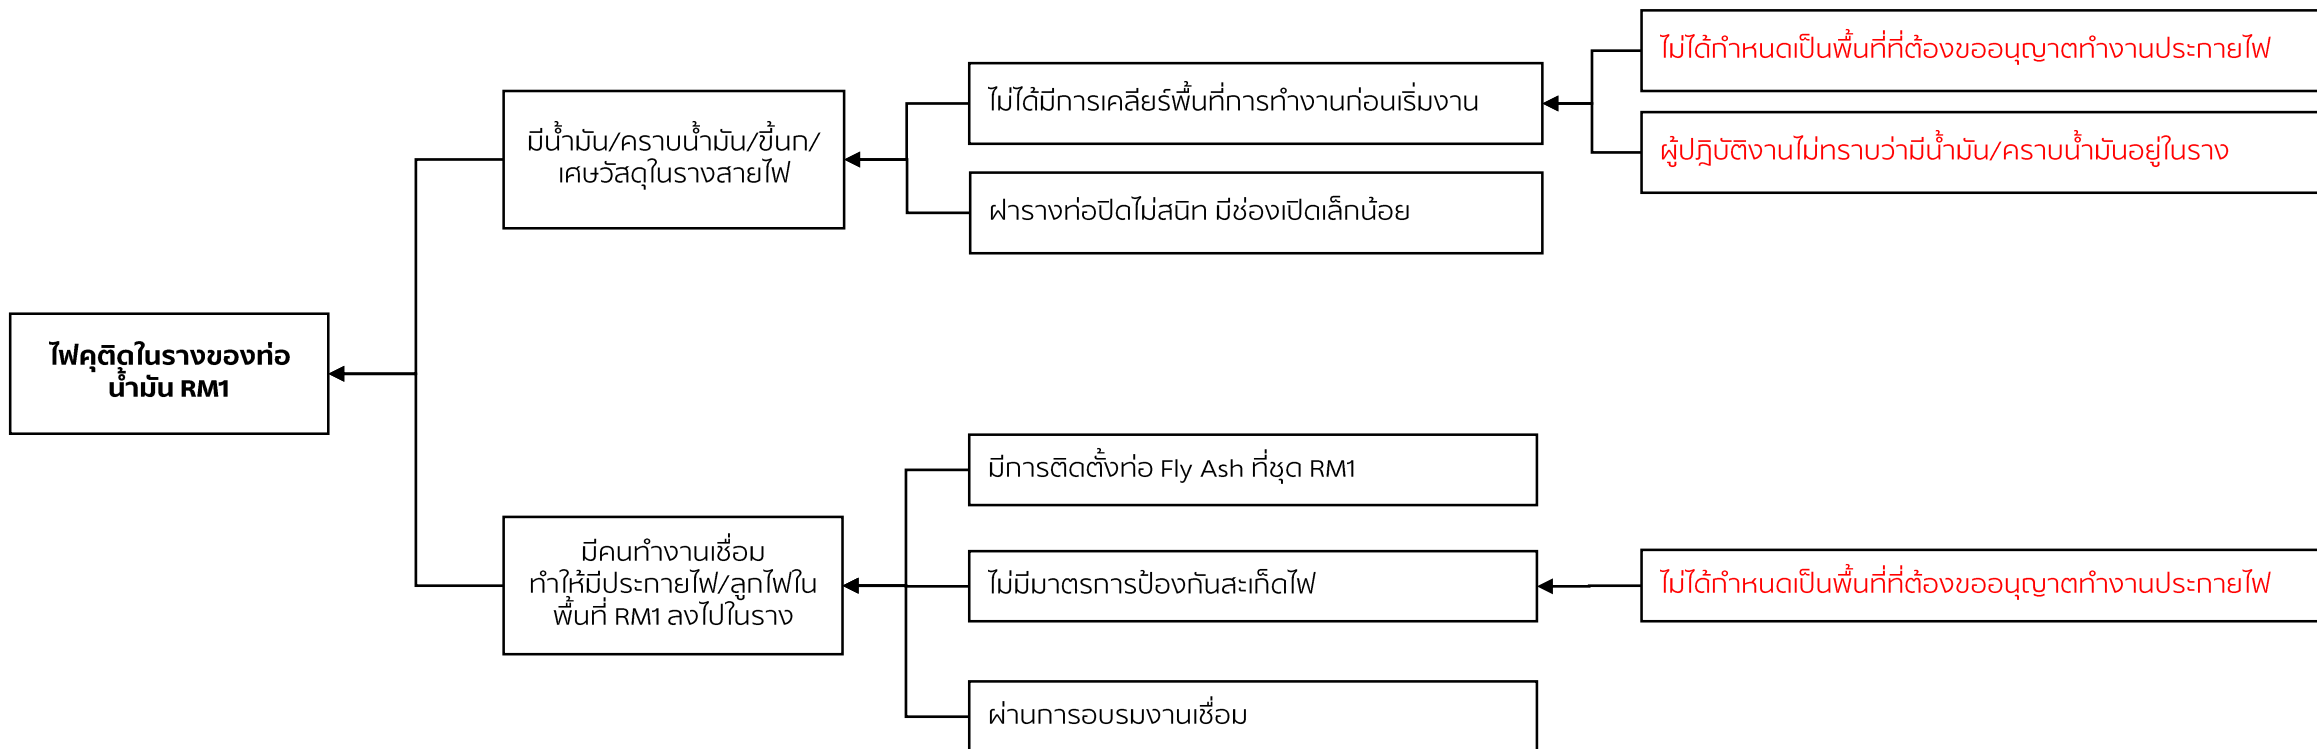 ไฟคุติดในรางของท่อ
น้ำมัน RM1
มีน้ำมัน/คราบน้ำมัน/ขี้นก/
เศษวัสดุในรางสายไฟ
ไม่ได้มีการเคลียร์พื้นที่การทำงานก่อนเริ่มงาน
ไม่ได้กำหนดเป็นพื้นที่ที่ต้องขออนุญาตทำงานประกายไฟ
ผู้ปฎิบัติงานไม่ทราบว่ามีน้ำมัน/คราบน้ำมันอยู่ในราง
ฝารางท่อปิดไม่สนิท มีช่องเปิดเล็กน้อย
มีคนทำงานเชื่อม
ทำให้มีประกายไฟ/ลูกไฟใน
พื้นที่ RM1 ลงไปในราง
มีการติดตั้งท่อ Fly Ash ที่ชุด RM1
ไม่มีมาตรการป้องกันสะเก็ดไฟ
ไม่ได้กำหนดเป็นพื้นที่ที่ต้องขออนุญาตทำงานประกายไฟ
ผ่านการอบรมงานเชื่อม